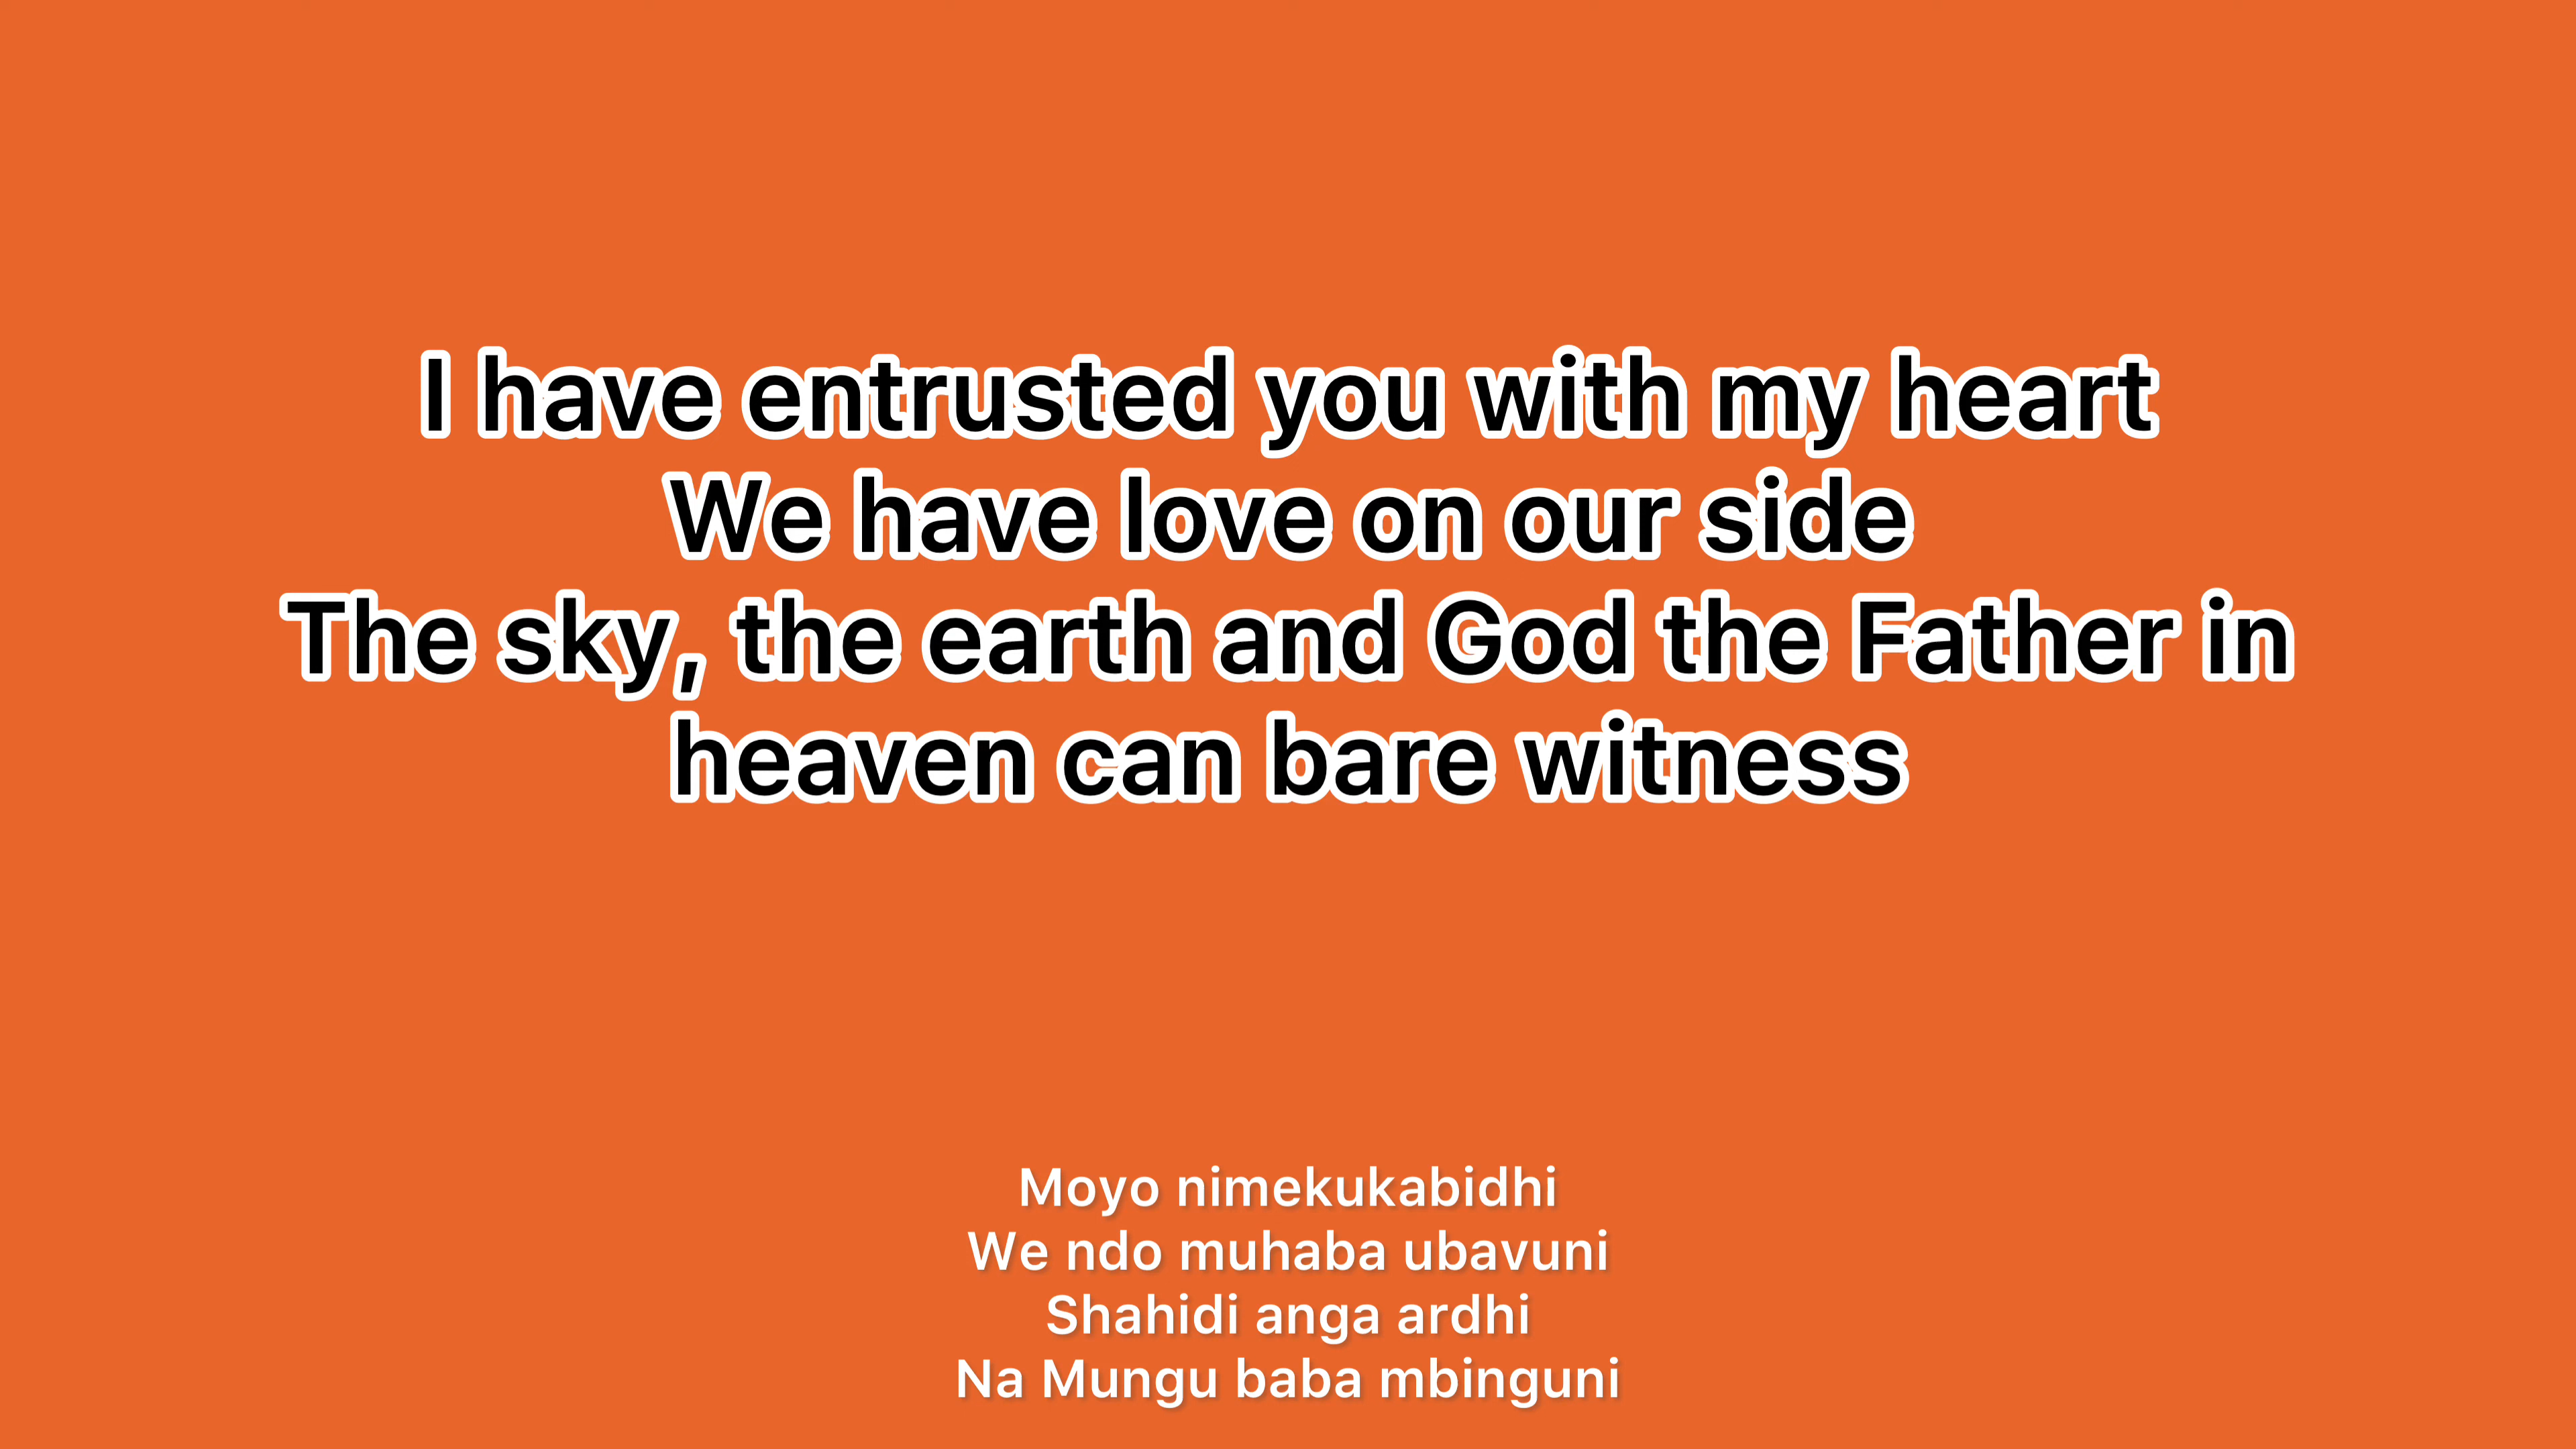 I have entrusted you with my heart
We have love on our side
The sky, the earth and God the Father in
heaven can bare witness
Moyo nimekukabidhi
We ndo muhaba ubavuni
Shahidi anga ardhi
Na Mungu baba mbinguni